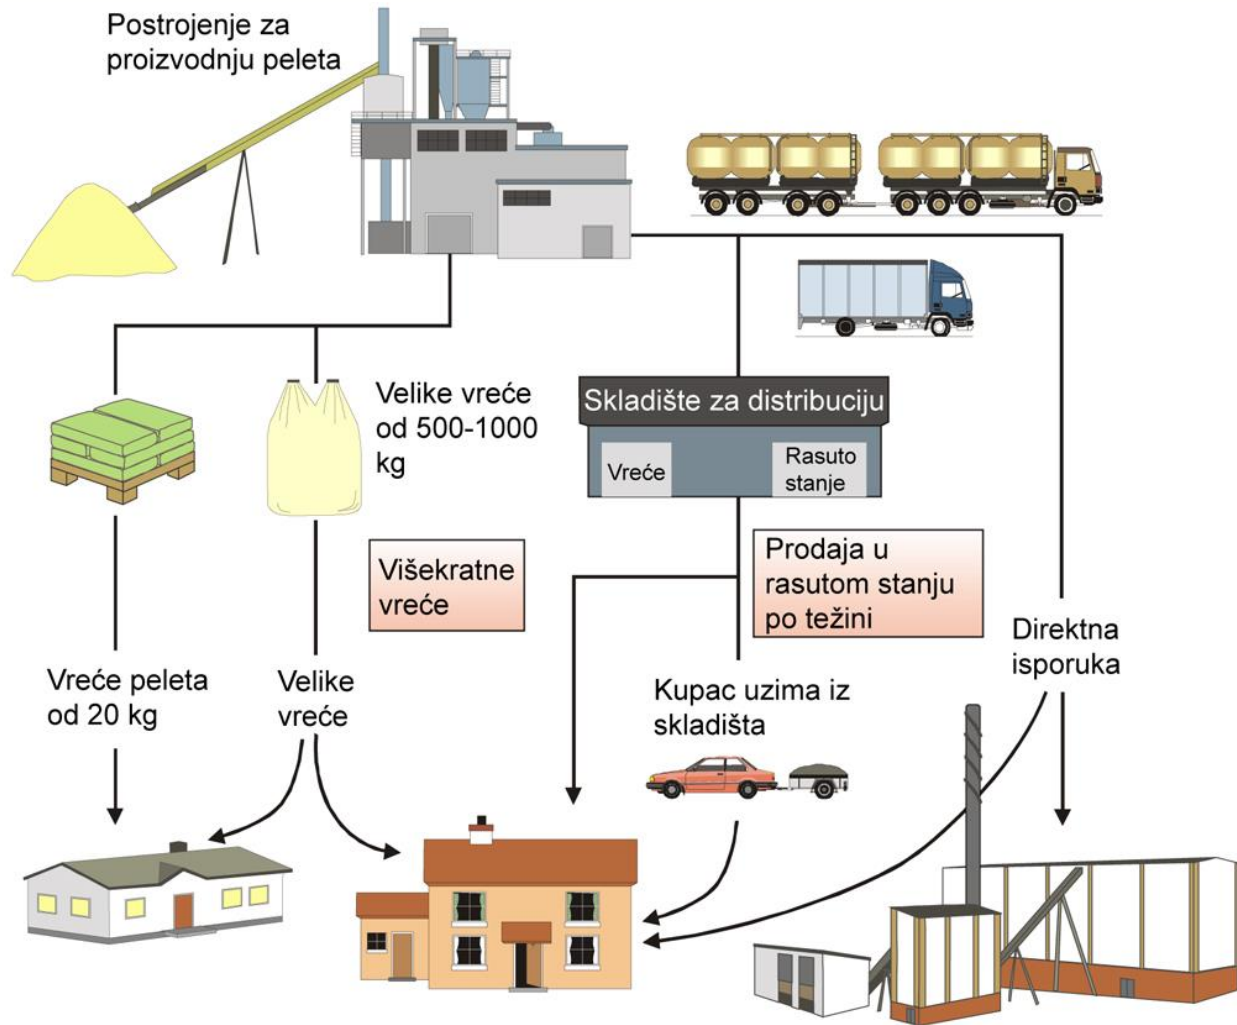 Postrojenje za
proizvodnju peleta
Velike vreće
od 500-1000
kg
Skladište za distribuciju
Vreće
Rasuto
stanje
Višekratne
vreće
Prodaja u
rasutom stanju
po težini
Direktna
isporuka
Vreće peleta
od 20 kg
Velike
vreće
Kupac uzima iz
skladišta